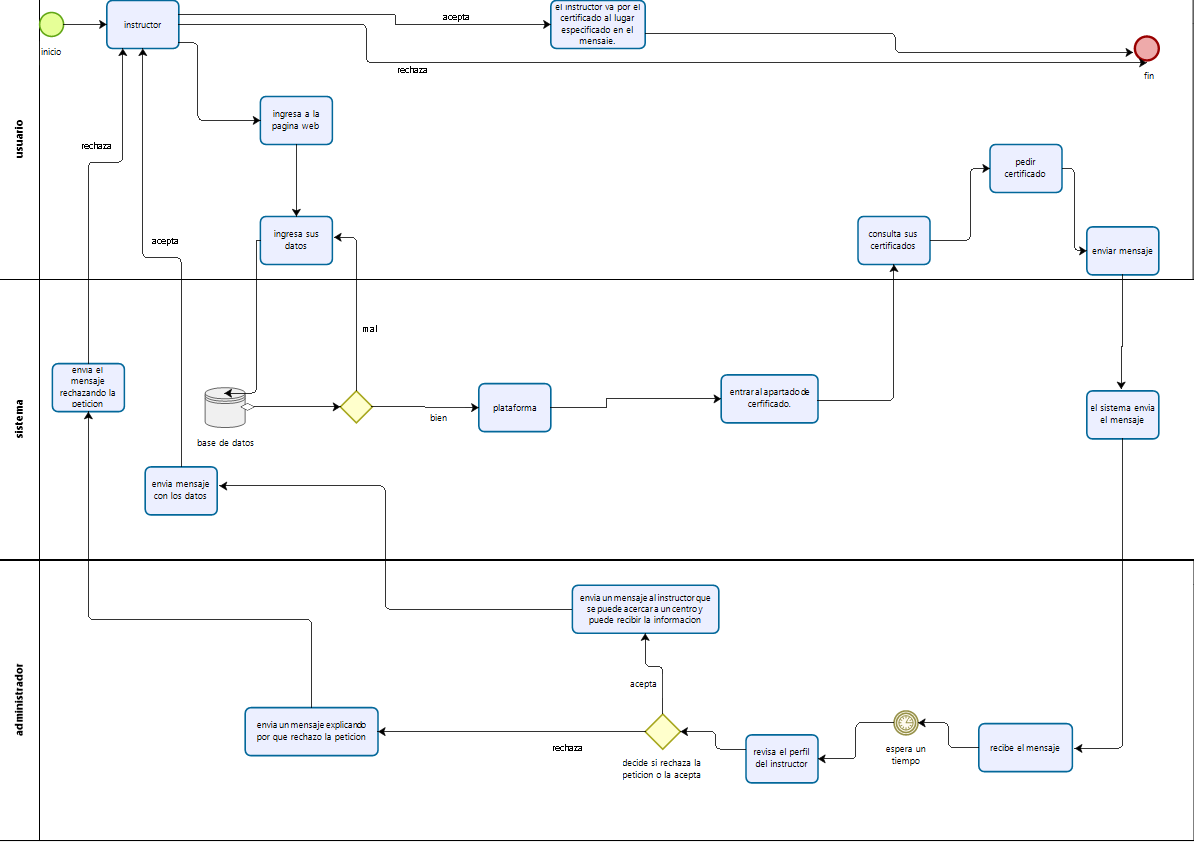 usuario
inicio
instructor
acepta
rechaza
el instructor va por el
certificado al lugar
especificado en el
mensaje.
fin
ingresa a la
pagina web
rechaza
acepta
ingresa sus
datos
consulta sus
certificados
pedir
certificado
enviar mensaje
sistema
mal
envia el
mensaje
rechazando la
peticion
base de datos
bien
plataforma
entrar al apartado de
cerfificado.
el sistema envia
el mensaje
envia mensaje
con los datos
administrador
envia un mensaje al instructor que
se puede acercar a un centro y
puede recibir la informacion
acepta
envia un mensaje explicando
por que rechazo la peticion
rechaza
decide si rechaza la
peticion o la acepta
revisa el perfil
del instructor
espera un
tiempo
recibe el mensaje